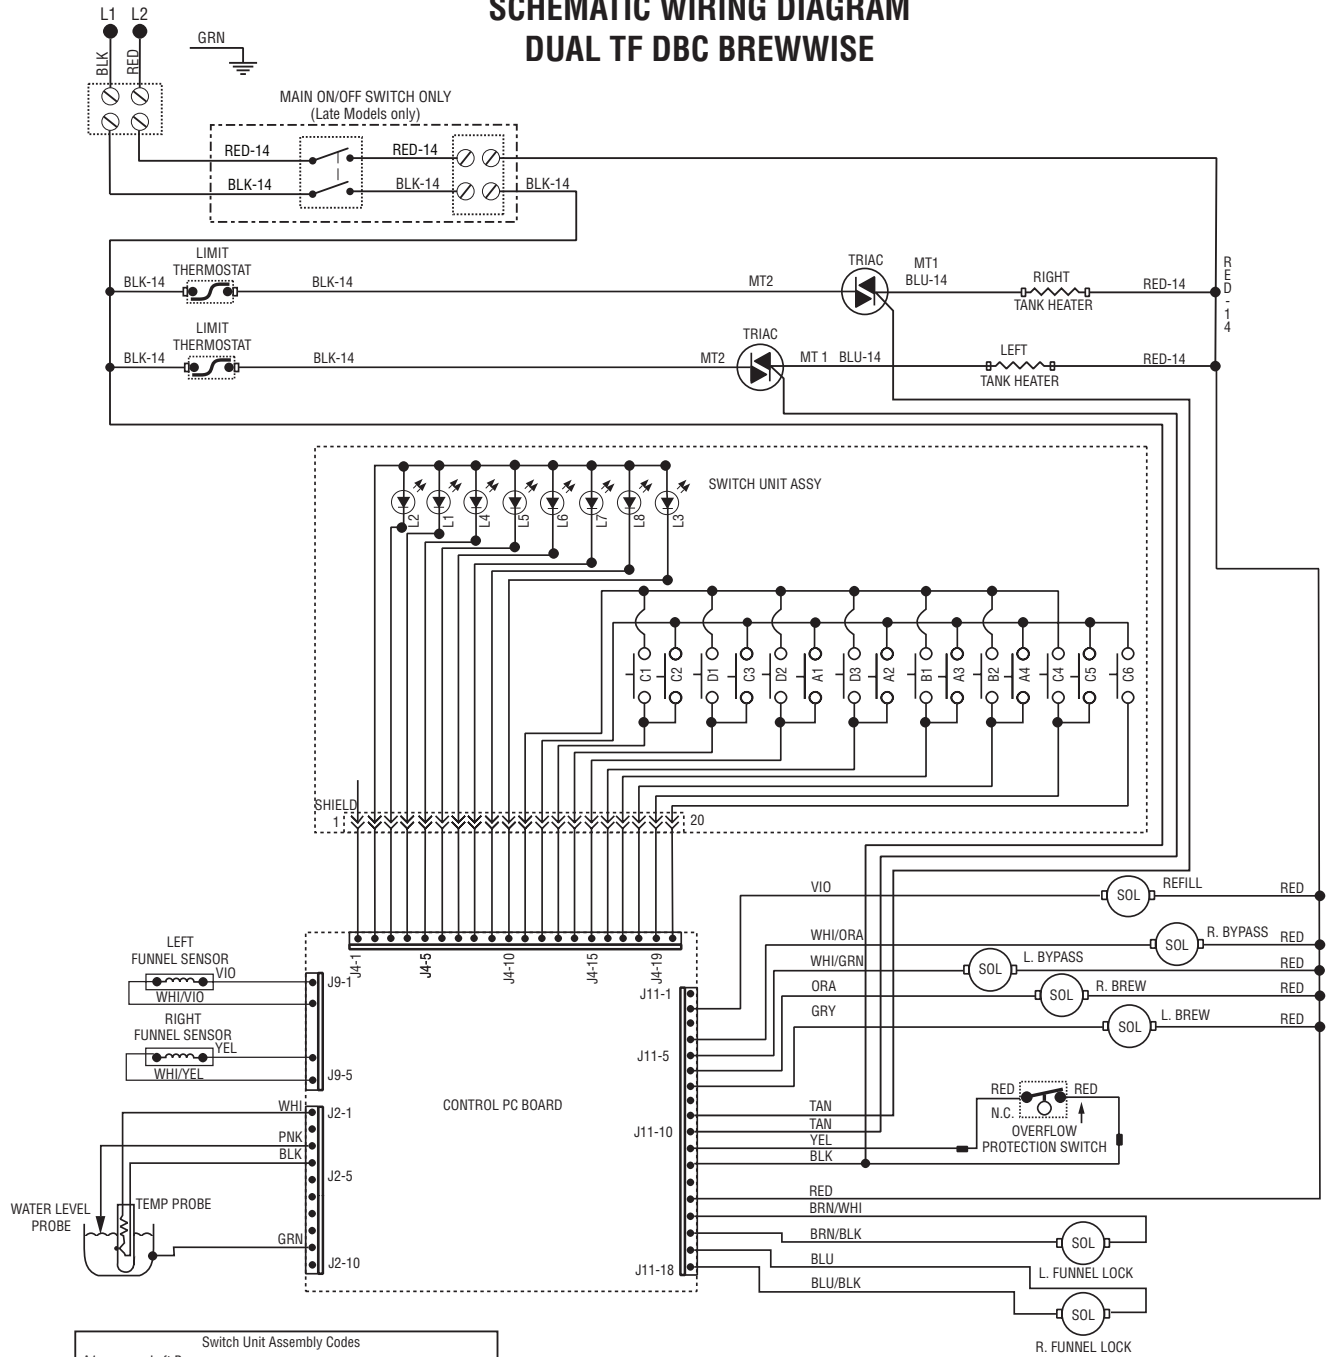 SCHEMATIC WIRING DIAGRAM
DUAL TF DBC BREWWISE
L1 L2
GRN
BLK
RED
MAIN ON/OFF SWITCH ONLY
(Late Models only)
RED-14 RED-14
BLK-14 BLK-14 BLK-14
LIMIT
THERMOSTAT
BLK-14 BLK-14 MT2
TRIAC
MT1
BLU-14
RIGHT
TANK HEATER
RED-14
RED-14
LIMIT
THERMOSTAT
BLK-14 BLK-14 MT2
TRIAC
MT 1 BLU-14
LEFT
TANK HEATER
RED-14
SWITCH UNIT ASSY
L2 L1 L4 L5 L6 L7 L8 L3
C1 C2 D1 C3 D2 A1 D3 A2 B1 A3 B2 A4 C4 C5 C6
SHIELD
1 20
J4-1 J4-5 J4-10 J4-15 J4-19
LEFT
FUNNEL SENSOR
VIO
WHI/VIO
J9-1
RIGHT
FUNNEL SENSOR
YEL
WHI/YEL
J9-5
WHI J2-1
PNK
BLK
J2-5
WATER LEVEL
PROBE
TEMP PROBE
GRN
J2-10
CONTROL PC BOARD
J11-1
J11-5
J11-10
J11-18
VIO SOL REFILL RED
WHI/ORA SOL R. BYPASS RED
WHI/GRN SOL L. BYPASS RED
ORA SOL R. BREW RED
GRY SOL L. BREW RED
TAN
TAN
YEL
BLK
RED RED
N.C.
OVERFLOW
PROTECTION SWITCH
RED
BRN/WHI
BRN/BLK SOL
L. FUNNEL LOCK
BLU
BLU/BLK SOL
R. FUNNEL LOCK
Switch Unit Assembly Codes